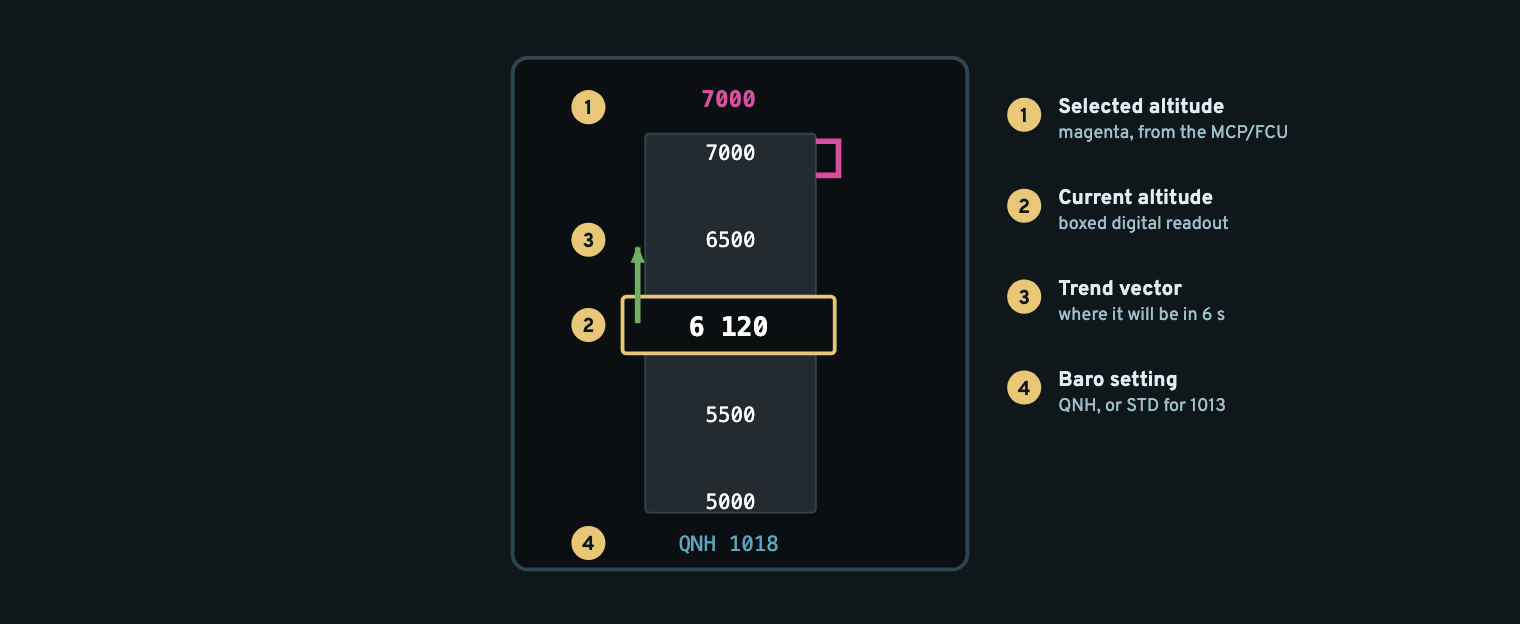 1
7000
7000
3
6500
2
6 120
5500
5000
4
QNH 1018
1
Selected altitude
magenta, from the MCP/FCU
2
Current altitude
boxed digital readout
3
Trend vector
where it will be in 6 s
4
Baro setting
QNH, or STD for 1013